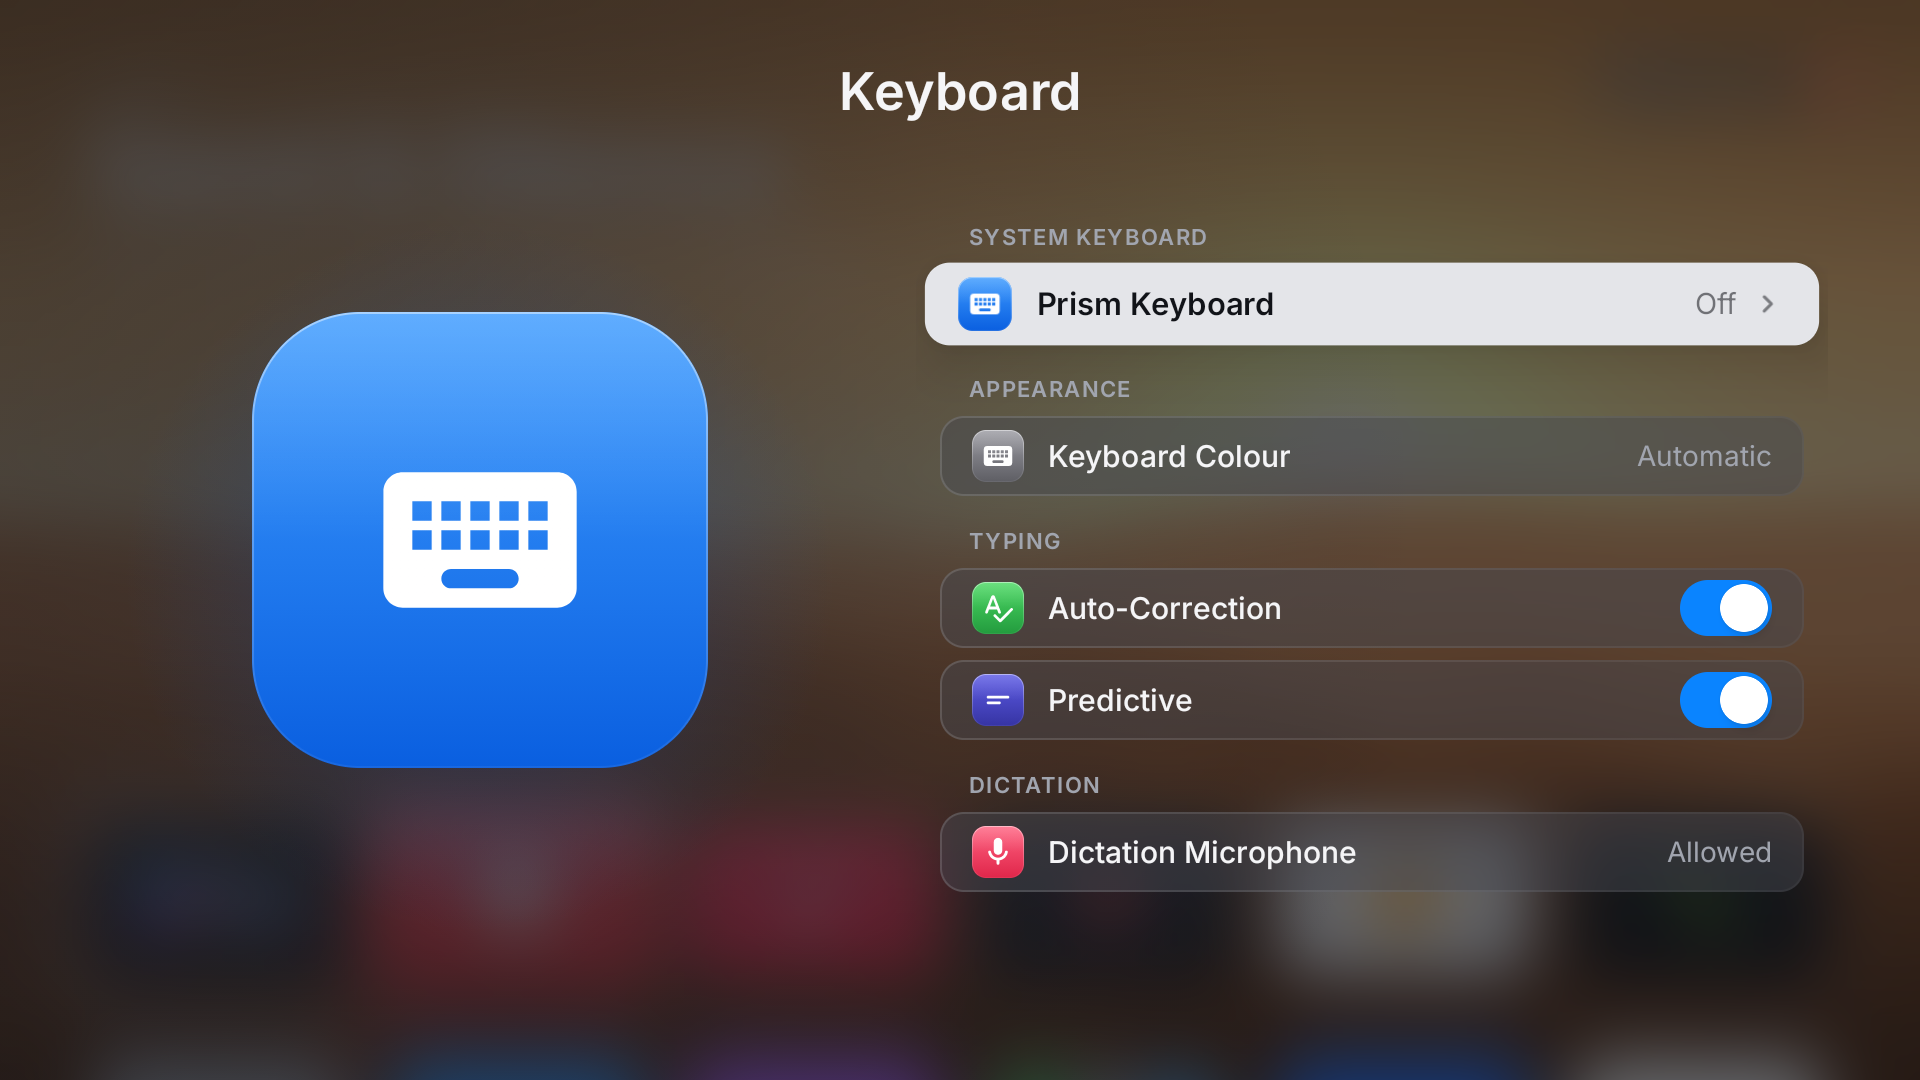 Keyboard
SYSTEM KEYBOARD
Prism Keyboard Off
APPEARANCE
Keyboard Colour Automatic
TYPING
Auto-Correction
Predictive
DICTATION
Dictation Microphone Allowed